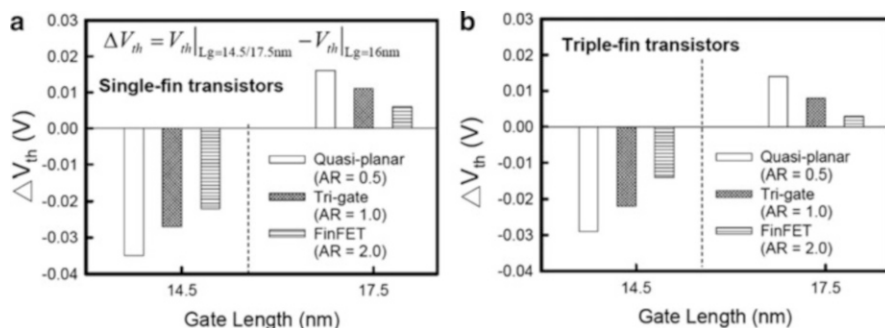 a
ΔV_th = V_th|Lg=14.5/17.5nm − V_th|Lg=16nm
Single-fin transistors
△V_th (V)
0.03
0.02
0.01
0.00
-0.01
-0.02
-0.03
-0.04
Quasi-planar
(AR = 0.5)
Tri-gate
(AR = 1.0)
FinFET
(AR = 2.0)
14.5
17.5
Gate Length (nm)
b
Triple-fin transistors
△V_th (V)
0.03
0.02
0.01
0.00
-0.01
-0.02
-0.03
-0.04
Quasi-planar
(AR = 0.5)
Tri-gate
(AR = 1.0)
FinFET
(AR = 2.0)
14.5
17.5
Gate Length (nm)